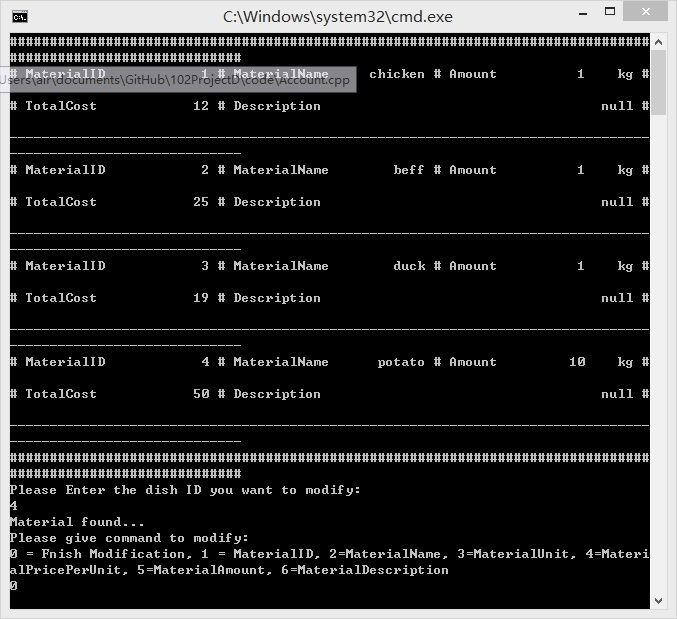 C:\Windows\system32\cmd.exe
################################################################################
#############################
# MaterialID 1 # MaterialName chicken # Amount 1 kg #
Users\air\documents\GitHub\102ProjectD\code\Account.cpp
# TotalCost 12 # Description null #
--------------------------------------------------------------------------------
-----------------------------
# MaterialID 2 # MaterialName beff # Amount 1 kg #
# TotalCost 25 # Description null #
--------------------------------------------------------------------------------
-----------------------------
# MaterialID 3 # MaterialName duck # Amount 1 kg #
# TotalCost 19 # Description null #
--------------------------------------------------------------------------------
-----------------------------
# MaterialID 4 # MaterialName potato # Amount 10 kg #
# TotalCost 50 # Description null #
--------------------------------------------------------------------------------
-----------------------------
################################################################################
#############################
Please Enter the dish ID you want to modify:
4
Material found...
Please give command to modify:
0 = Fnish Modification, 1 = MaterialID, 2=MaterialName, 3=MaterialUnit, 4=Materi
alPricePerUnit, 5=MaterialAmount, 6=MaterialDescription
0